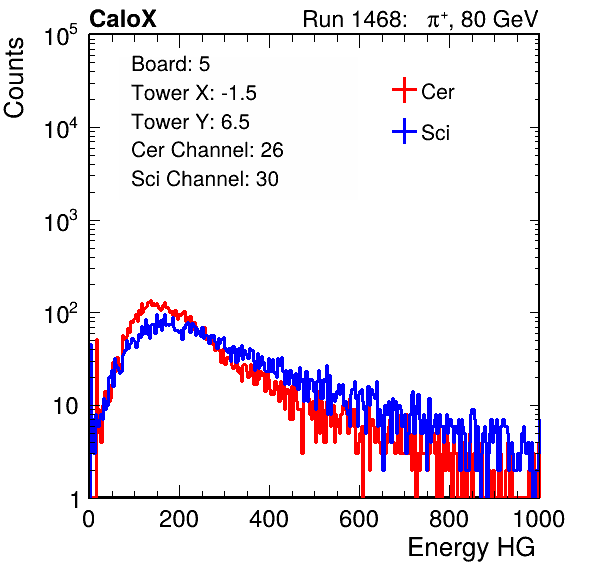 CaloX Run 1468: π⁺, 80 GeV
Board: 5
Tower X: -1.5
Tower Y: 6.5
Cer Channel: 26
Sci Channel: 30
Cer
Sci
Counts
10⁵
10⁴
10³
10²
10
1
0 200 400 600 800 1000
Energy HG